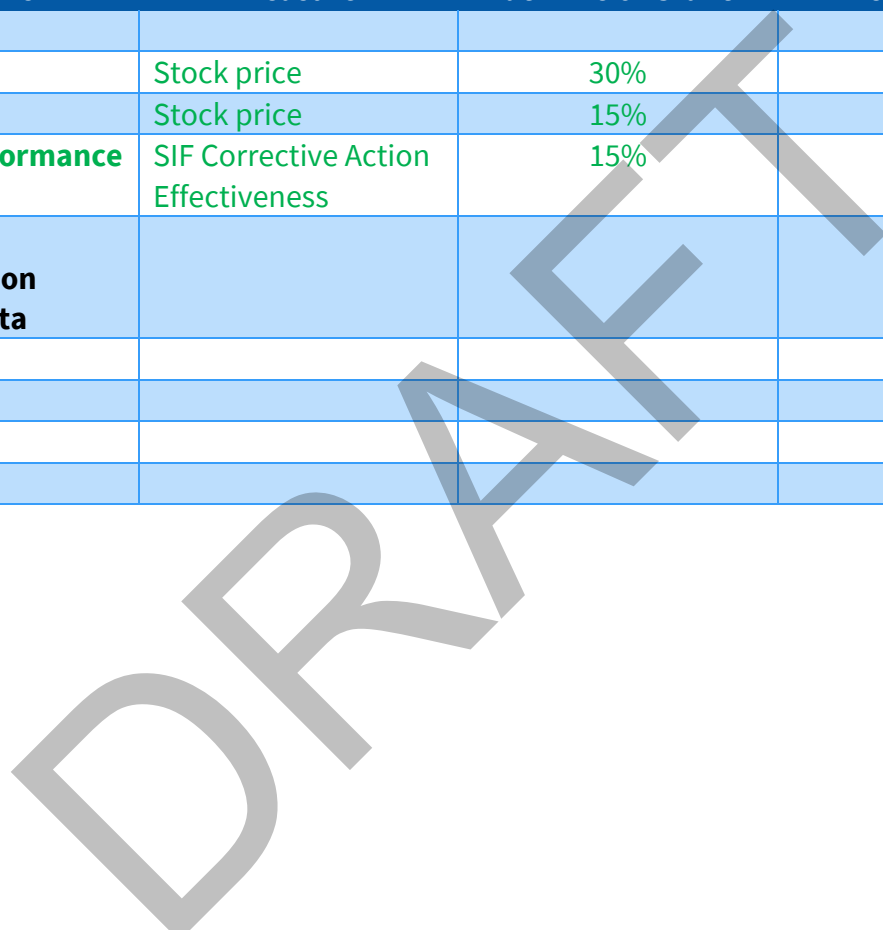 Stock price 30%
Stock price 15%
ormance SIF Corrective Action 15%
Effectiveness
on
ta
DRAFT